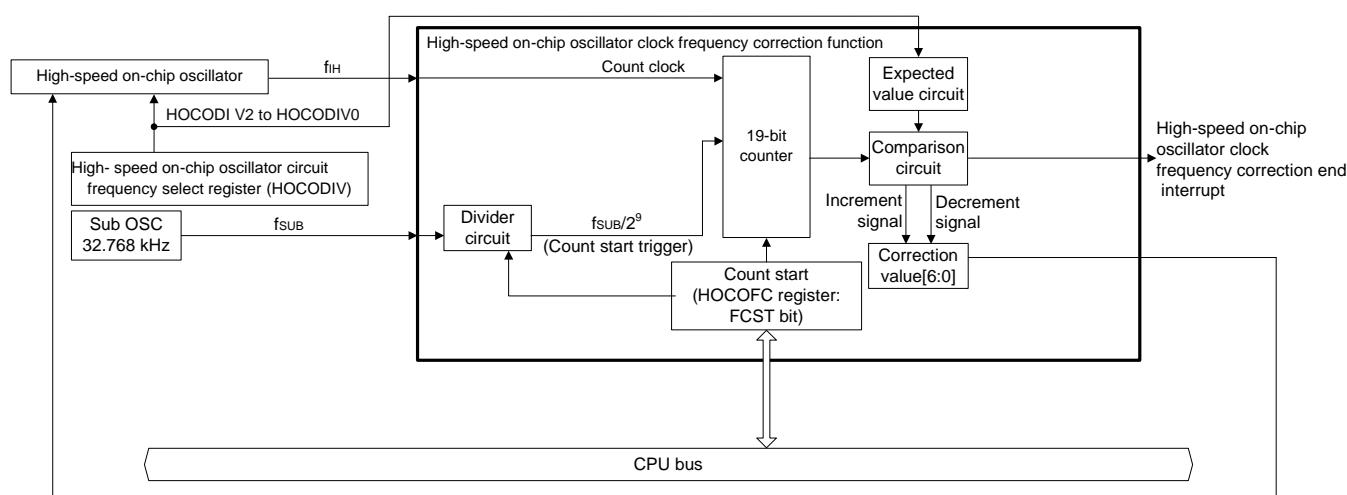 High-speed on-chip oscillator clock frequency correction function
High-speed on-chip oscillator
fIH
Count clock
Expected
value circuit
HOCODI V2 to HOCODIV0
19-bit
counter
Comparison
circuit
High-speed on-chip
oscillator clock
frequency correction end
interrupt
High- speed on-chip oscillator circuit
frequency select register (HOCODIV)
Increment
signal
Decrement
signal
Sub OSC
32.768 kHz
fSUB
Divider
circuit
fSUB/2⁹
(Count start trigger)
Correction
value[6:0]
Count start
(HOCOFC register:
FCST bit)
CPU bus